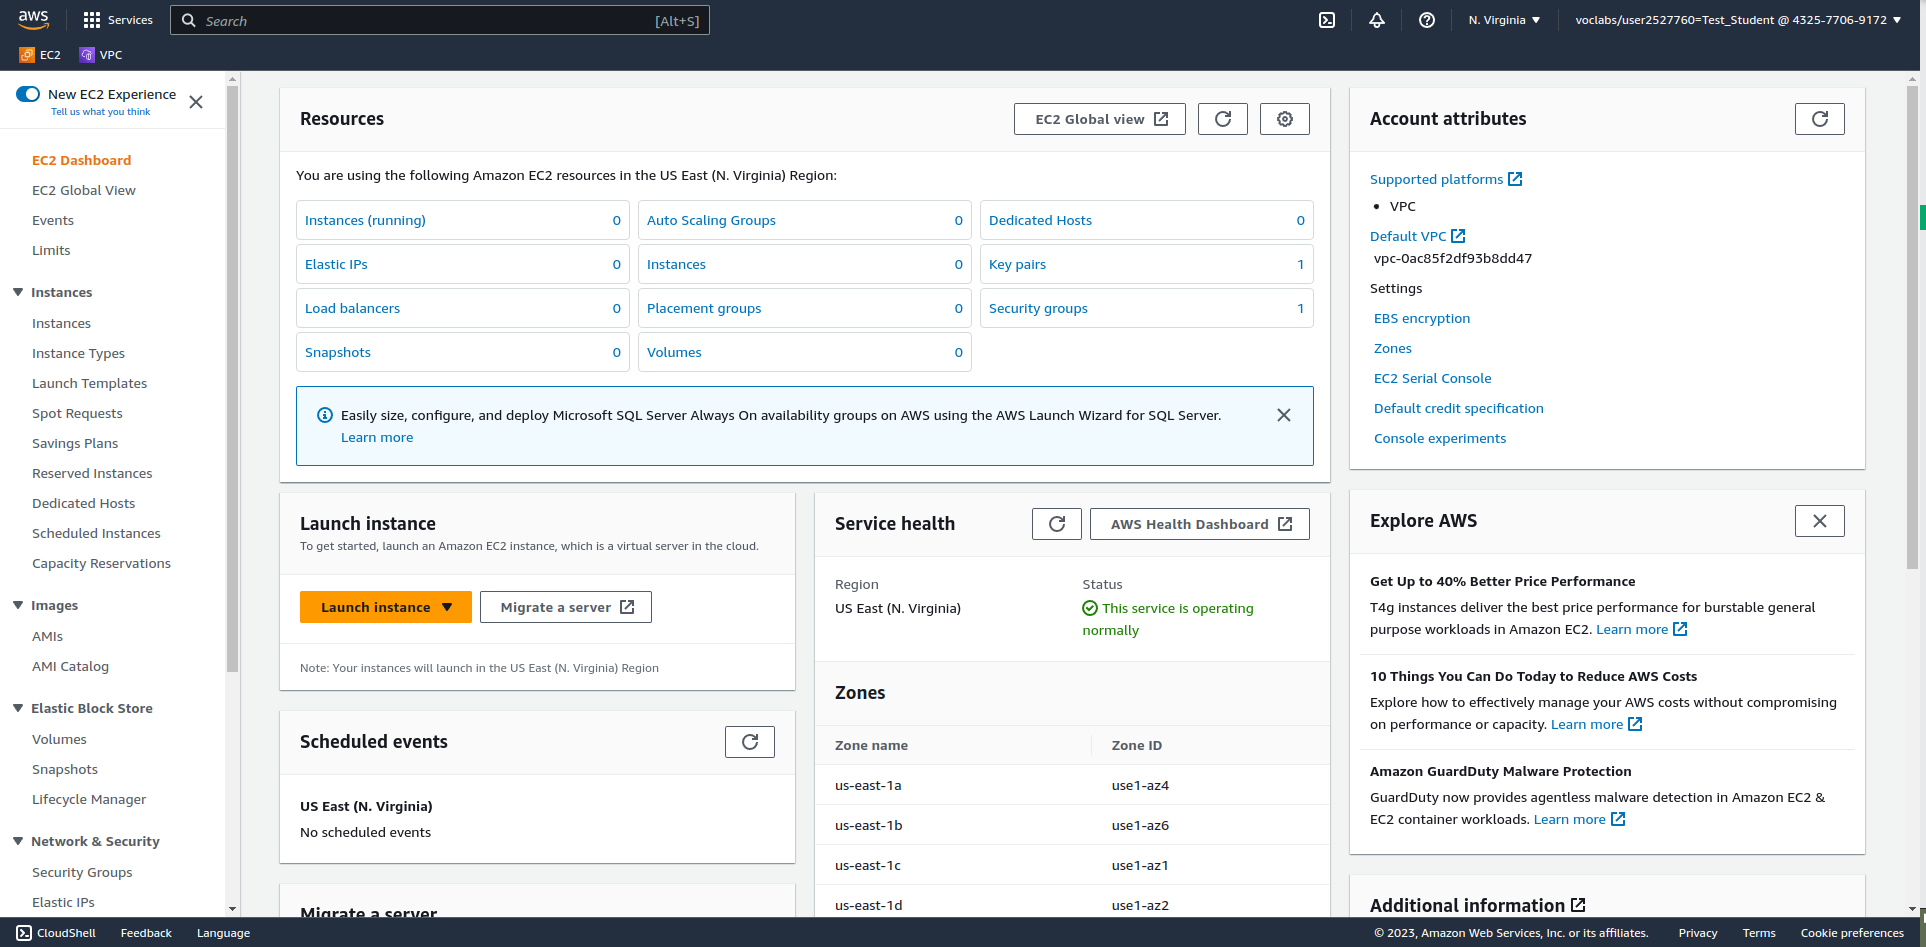 aws
Services
Search
[Alt+S]
N. Virginia
voclabs/user2527760=Test_Student @ 4325-7706-9172
EC2
VPC
New EC2 Experience
Tell us what you think
EC2 Dashboard
EC2 Global View
Events
Limits
Instances
Instances
Instance Types
Launch Templates
Spot Requests
Savings Plans
Reserved Instances
Dedicated Hosts
Scheduled Instances
Capacity Reservations
Images
AMIs
AMI Catalog
Elastic Block Store
Volumes
Snapshots
Lifecycle Manager
Network & Security
Security Groups
Elastic IPs
Resources
EC2 Global view
You are using the following Amazon EC2 resources in the US East (N. Virginia) Region:
Instances (running) 0
Auto Scaling Groups 0
Dedicated Hosts 0
Elastic IPs 0
Instances 0
Key pairs 1
Load balancers 0
Placement groups 0
Security groups 1
Snapshots 0
Volumes 0
Easily size, configure, and deploy Microsoft SQL Server Always On availability groups on AWS using the AWS Launch Wizard for SQL Server.
Learn more
Launch instance
To get started, launch an Amazon EC2 instance, which is a virtual server in the cloud.
Launch instance
Migrate a server
Note: Your instances will launch in the US East (N. Virginia) Region
Scheduled events
US East (N. Virginia)
No scheduled events
Migrate a server
Service health
AWS Health Dashboard
Region
US East (N. Virginia)
Status
This service is operating
normally
Zones
Zone name Zone ID
us-east-1a use1-az4
us-east-1b use1-az6
us-east-1c use1-az1
us-east-1d use1-az2
Account attributes
Supported platforms
• VPC
Default VPC
vpc-0ac85f2df93b8dd47
Settings
EBS encryption
Zones
EC2 Serial Console
Default credit specification
Console experiments
Explore AWS
Get Up to 40% Better Price Performance
T4g instances deliver the best price performance for burstable general
purpose workloads in Amazon EC2. Learn more
10 Things You Can Do Today to Reduce AWS Costs
Explore how to effectively manage your AWS costs without compromising
on performance or capacity. Learn more
Amazon GuardDuty Malware Protection
GuardDuty now provides agentless malware detection in Amazon EC2 &
EC2 container workloads. Learn more
Additional information
CloudShell
Feedback
Language
© 2023, Amazon Web Services, Inc. or its affiliates.
Privacy
Terms
Cookie preferences